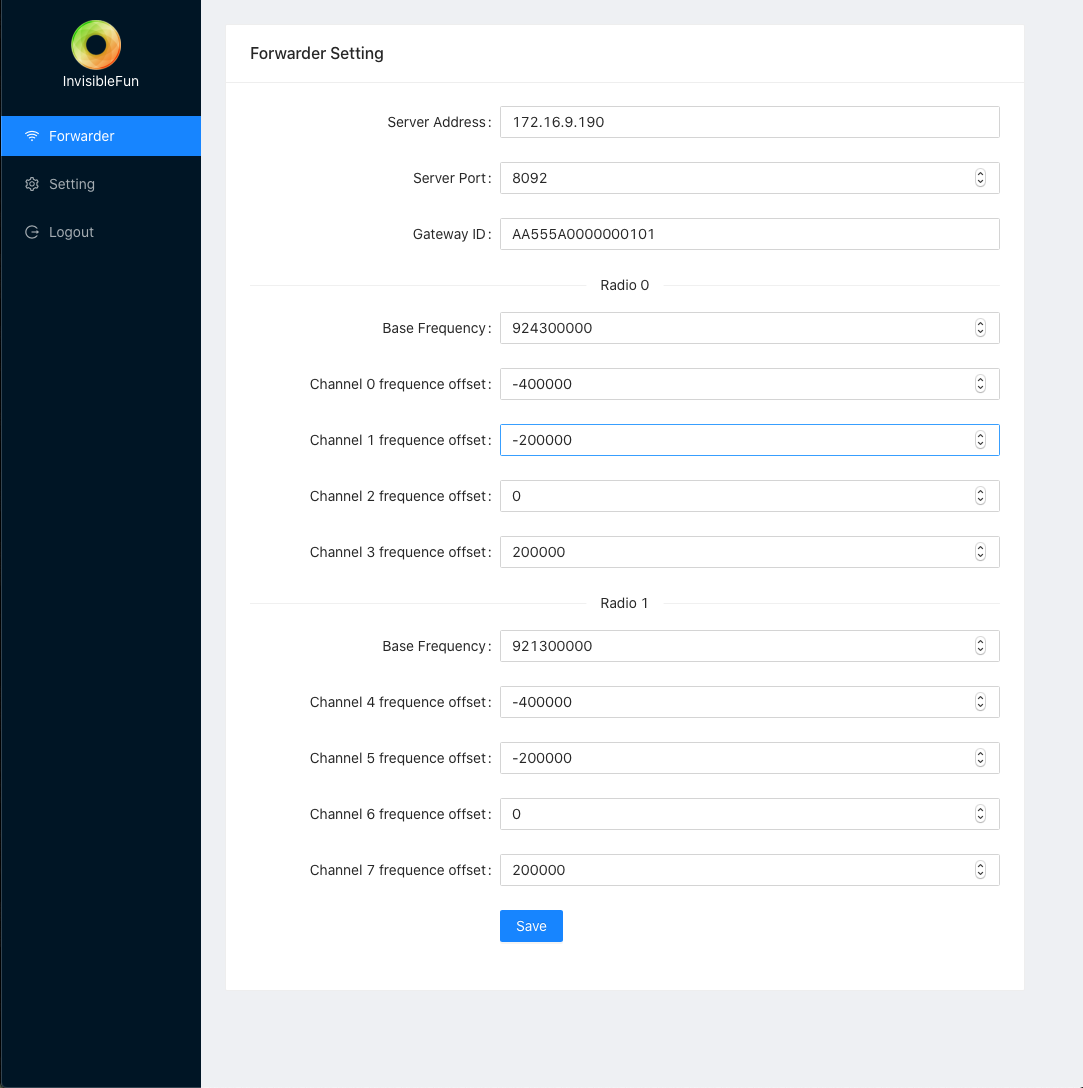 InvisibleFun
Forwarder
Setting
Logout
Forwarder Setting
Server Address: 172.16.9.190
Server Port: 8092
Gateway ID: AA555A0000000101
Radio 0
Base Frequency: 924300000
Channel 0 frequence offset: -400000
Channel 1 frequence offset: -200000
Channel 2 frequence offset: 0
Channel 3 frequence offset: 200000
Radio 1
Base Frequency: 921300000
Channel 4 frequence offset: -400000
Channel 5 frequence offset: -200000
Channel 6 frequence offset: 0
Channel 7 frequence offset: 200000
Save